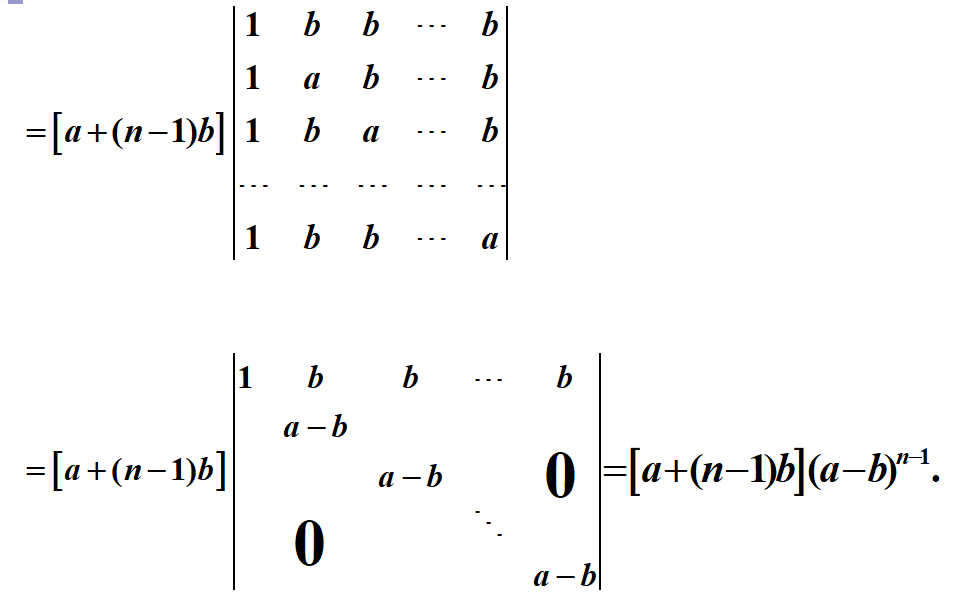 1 b b ⋯ b
1 a b ⋯ b
=[a+(n−1)b] 1 b a ⋯ b
⋯ ⋯ ⋯ ⋯ ⋯
1 b b ⋯ a
1 b b ⋯ b
a−b
=[a+(n−1)b] a−b 0 =[a+(n−1)b](a−b)ⁿ⁻¹.
⋱
0
a−b